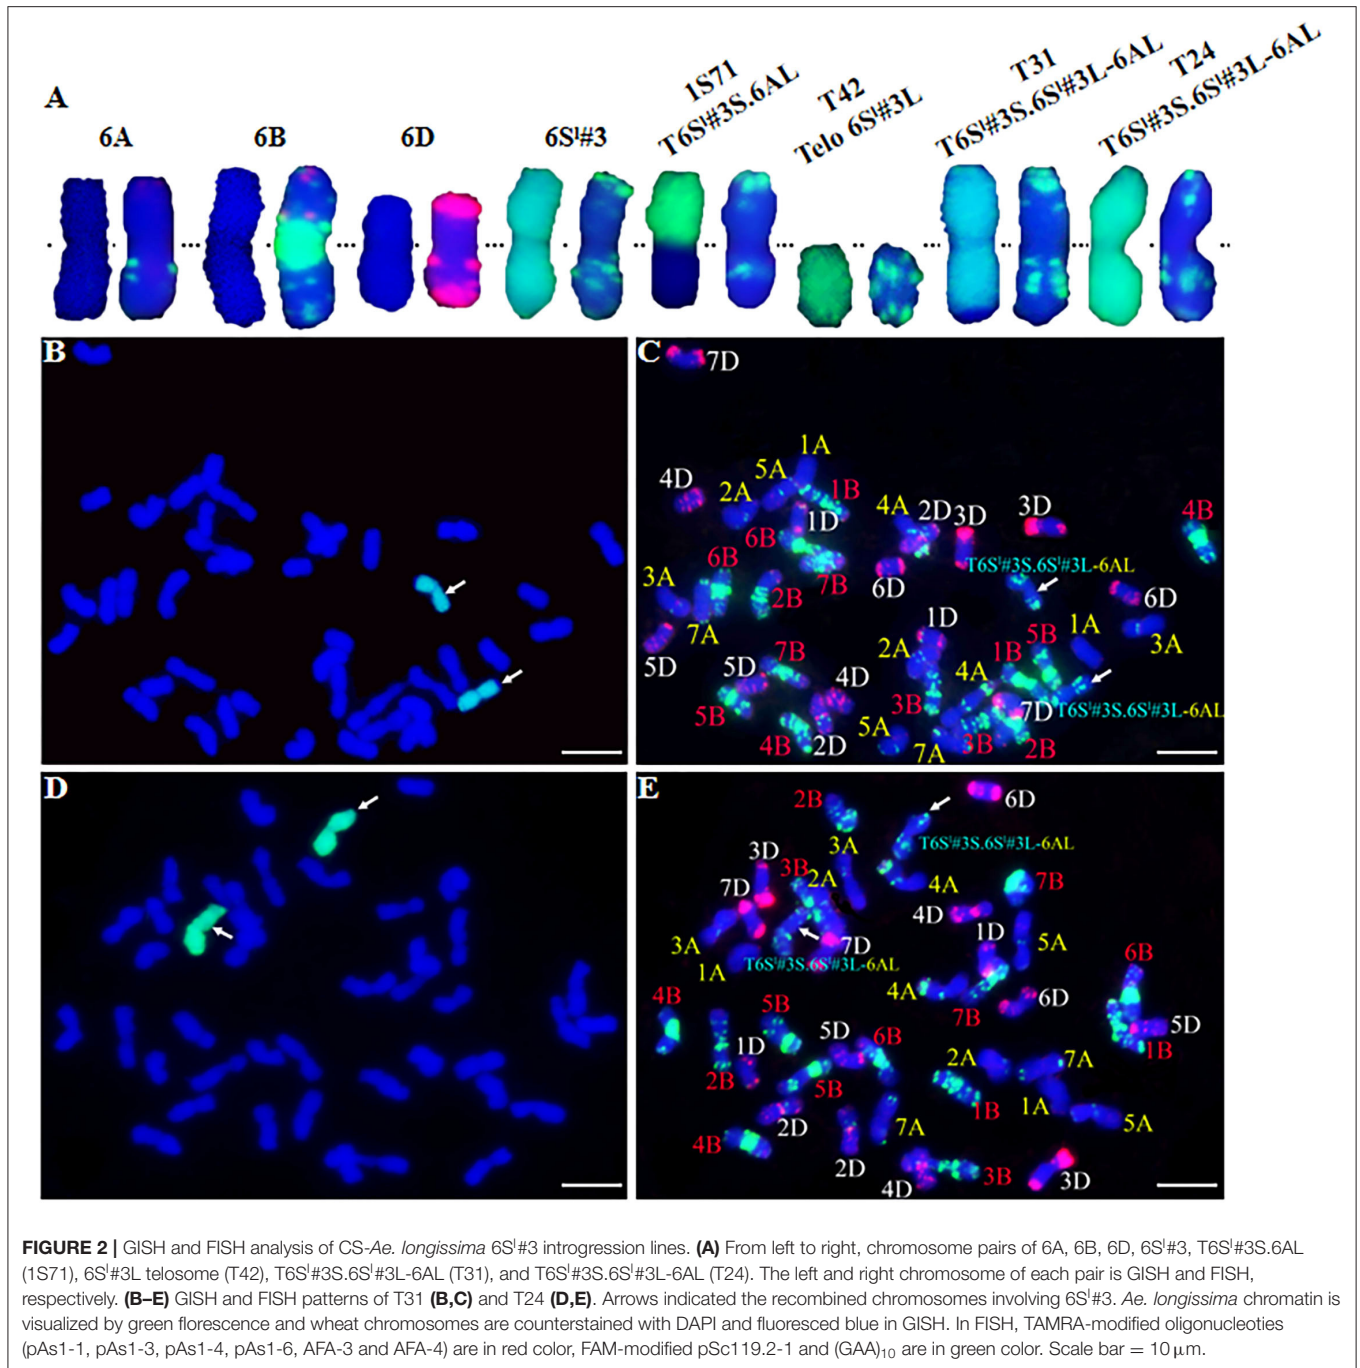 A
6A
6B
6D
6Sˡ#3
1S71
T6Sˡ#3S.6AL
T42
Telo 6Sˡ#3L
T31
T6Sˡ#3S.6Sˡ#3L-6AL
T24
T6Sˡ#3S.6Sˡ#3L-6AL
B
C
7D
1A
5A
4D
2A
1B
4A
2D
3D
3D
4B
1D
6B
6B
7B
6D
T6Sˡ#3S.6Sˡ#3L-6AL
3A
2B
6D
7A
1D
5B
1A
3A
5D
7B
2A
1B
5D
4D
4A
5B
3B
7D
T6Sˡ#3S.6Sˡ#3L-6AL
4B
2D
5A
7A
3B
2B
D
E
2B
6D
3A
T6Sˡ#3S.6Sˡ#3L-6AL
3D
3B
7D
2A
4A
7B
4D
1D
3A
7D
5A
1A
T6Sˡ#3S.6Sˡ#3L-6AL
6B
4A
6D
4B
5B
7B
5D
6B
5D
1D
1B
2B
2A
7A
5B
1B
1A
5A
2D
7A
4B
2D
4D
3B
3D
FIGURE 2 | GISH and FISH analysis of CS-Ae. longissima 6Sˡ#3 introgression lines. (A) From left to right, chromosome pairs of 6A, 6B, 6D, 6Sˡ#3, T6Sˡ#3S.6AL
(1S71), 6Sˡ#3L telosome (T42), T6Sˡ#3S.6Sˡ#3L-6AL (T31), and T6Sˡ#3S.6Sˡ#3L-6AL (T24). The left and right chromosome of each pair is GISH and FISH,
respectively. (B–E) GISH and FISH patterns of T31 (B,C) and T24 (D,E). Arrows indicated the recombined chromosomes involving 6Sˡ#3. Ae. longissima chromatin is
visualized by green florescence and wheat chromosomes are counterstained with DAPI and fluoresced blue in GISH. In FISH, TAMRA-modified oligonucleoties
(pAs1-1, pAs1-3, pAs1-4, pAs1-6, AFA-3 and AFA-4) are in red color, FAM-modified pSc119.2-1 and (GAA)₁₀ are in green color. Scale bar = 10 μm.